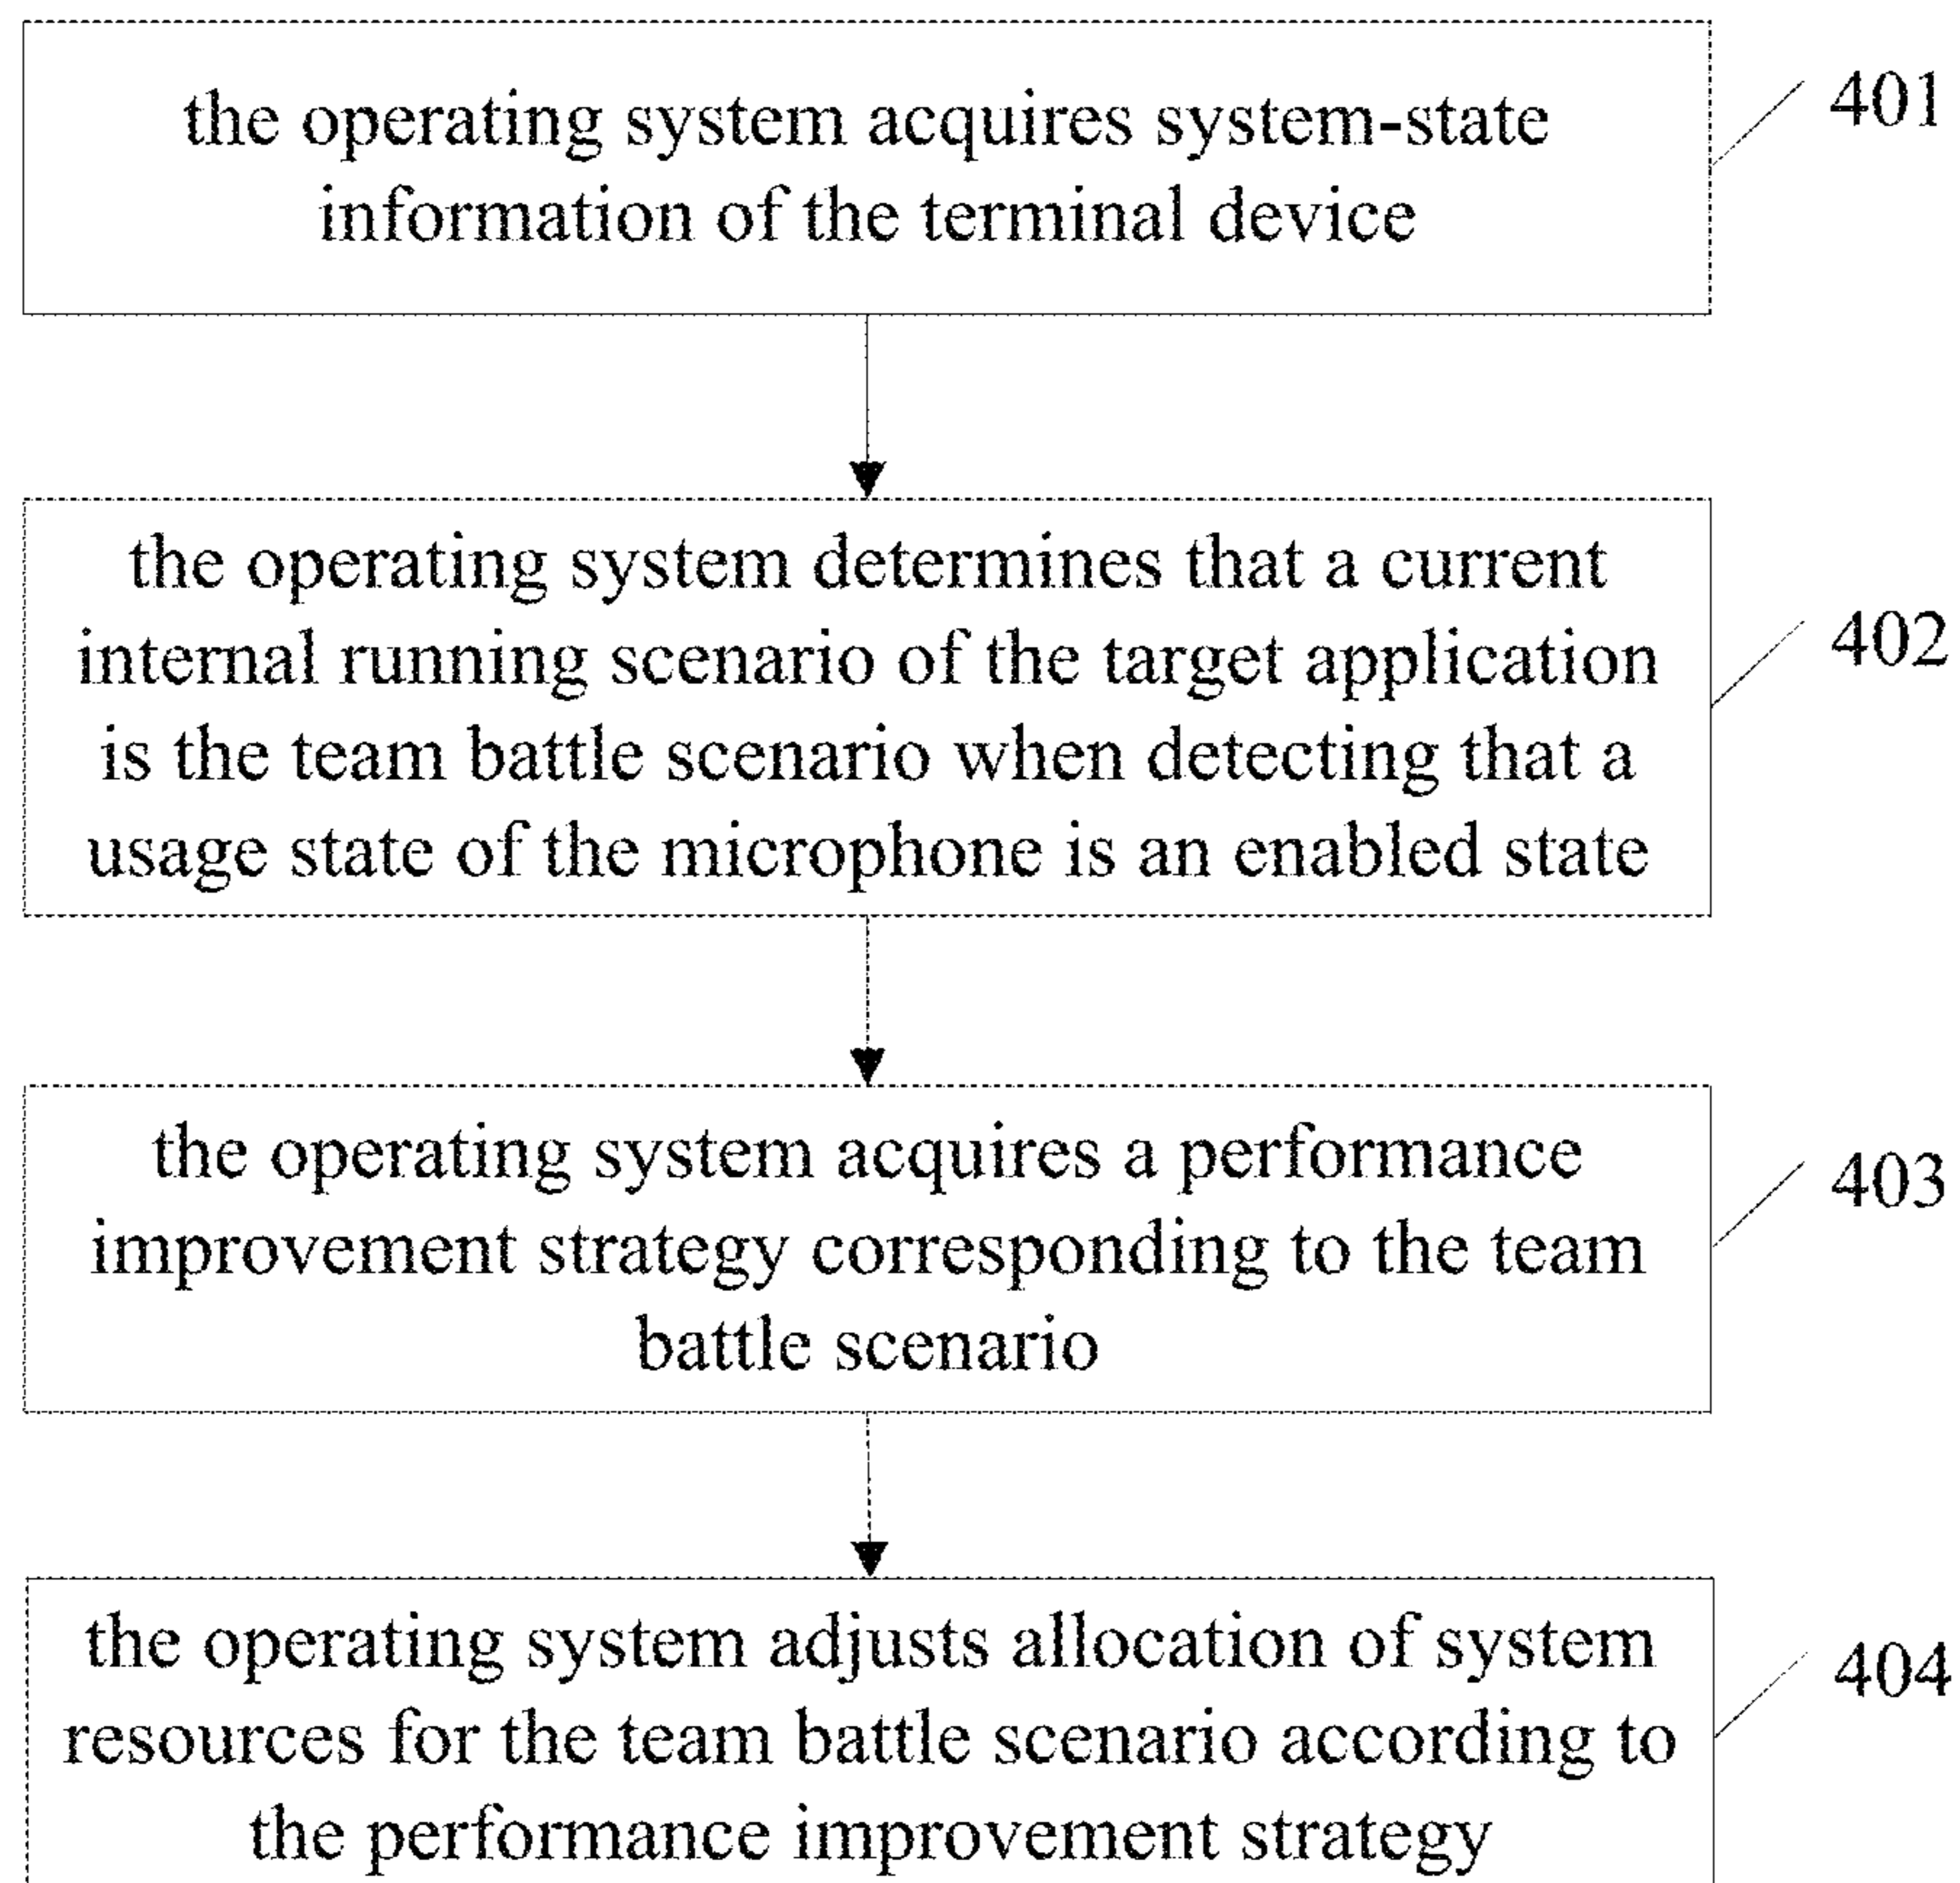 the operating system acquires system-state
information of the terminal device
401
the operating system determines that a current
internal running scenario of the target application
is the team battle scenario when detecting that a
usage state of the microphone is an enabled state
402
the operating system acquires a performance
improvement strategy corresponding to the team
battle scenario
403
the operating system adjusts allocation of system
resources for the team battle scenario according to
the performance improvement strategy
404